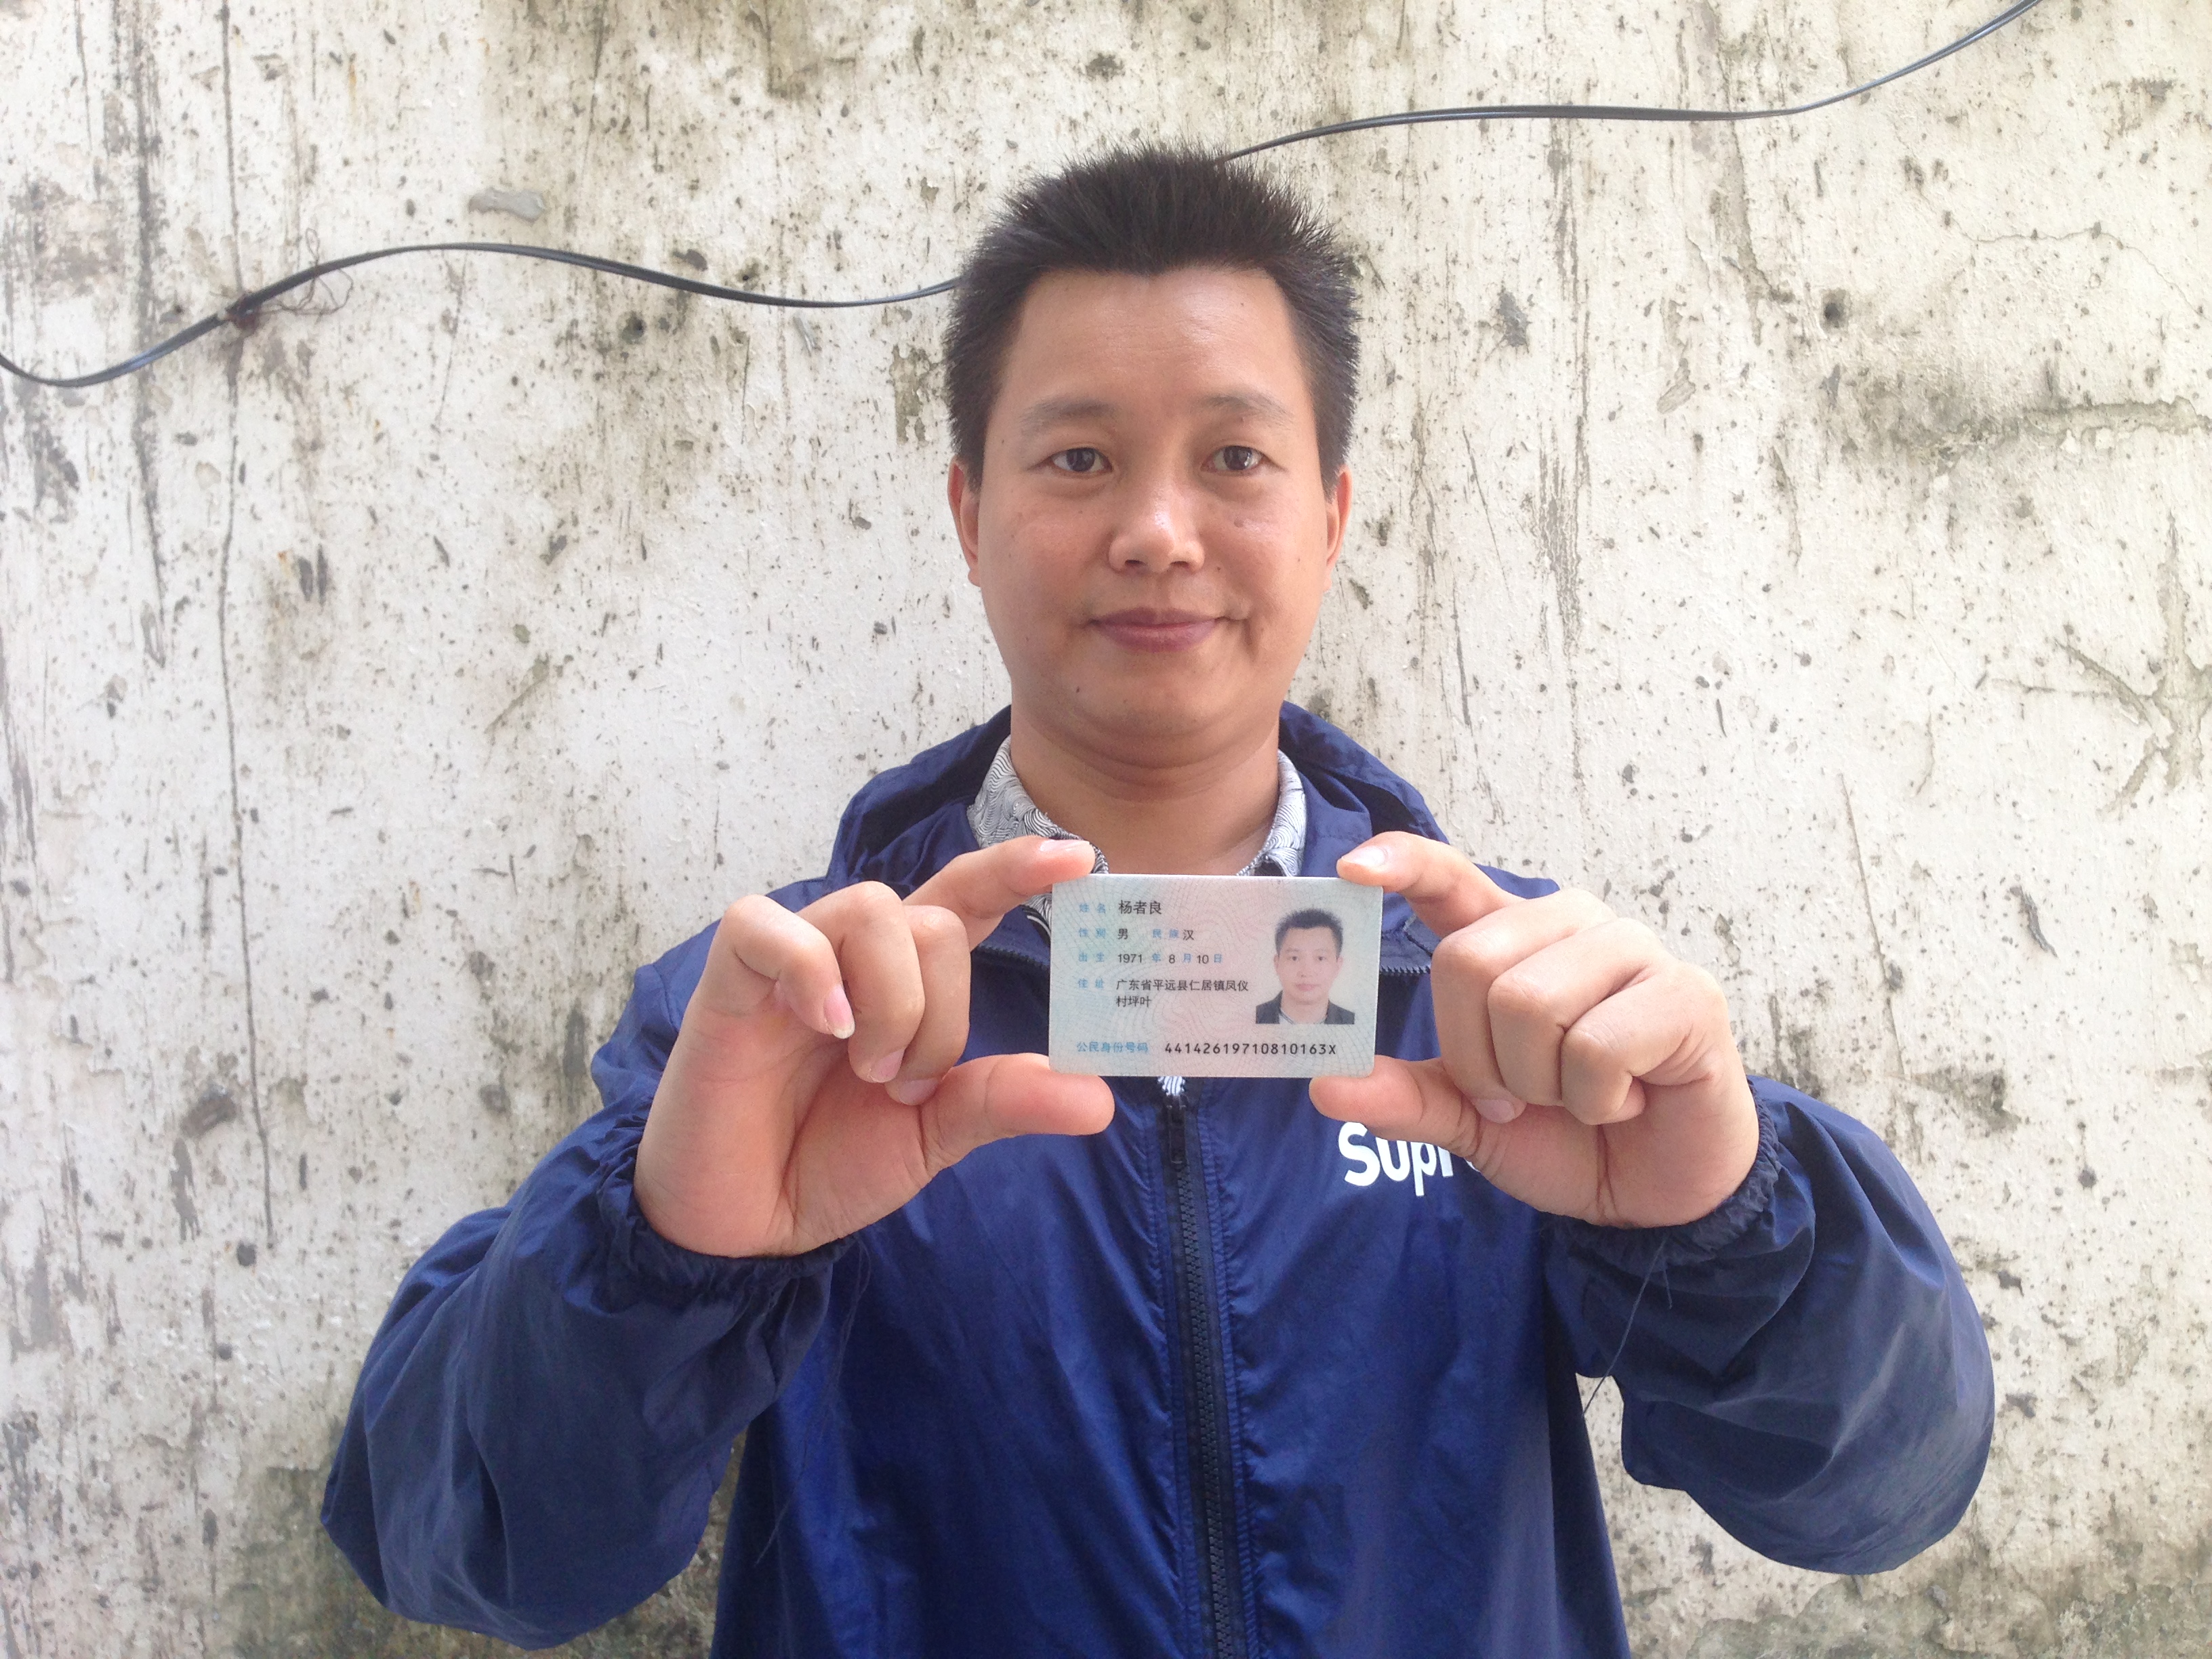 姓名 杨者良
性别 男 民族 汉
出生 1971 年 8 月 10 日
住址 广东省平远县仁居镇凤仪
村坪叶
公民身份号码 44142619710810163X
Supr